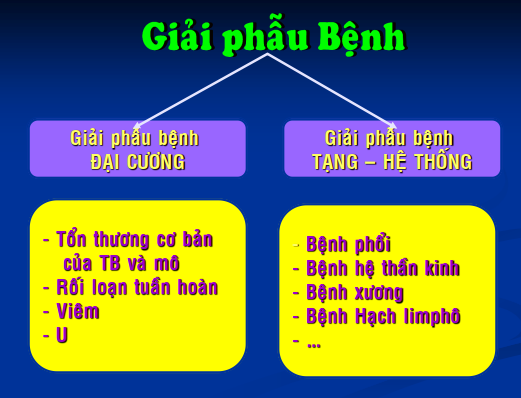 Giải phẫu Bệnh
Giải phẫu bệnh
ĐẠI CƯƠNG
Giải phẫu bệnh
TẠNG – HỆ THỐNG
- Tổn thương cơ bản
của TB và mô
- Rối loạn tuần hoàn
- Viêm
- U
- Bệnh phổi
- Bệnh hệ thần kinh
- Bệnh xương
- Bệnh Hạch limphô
- ...